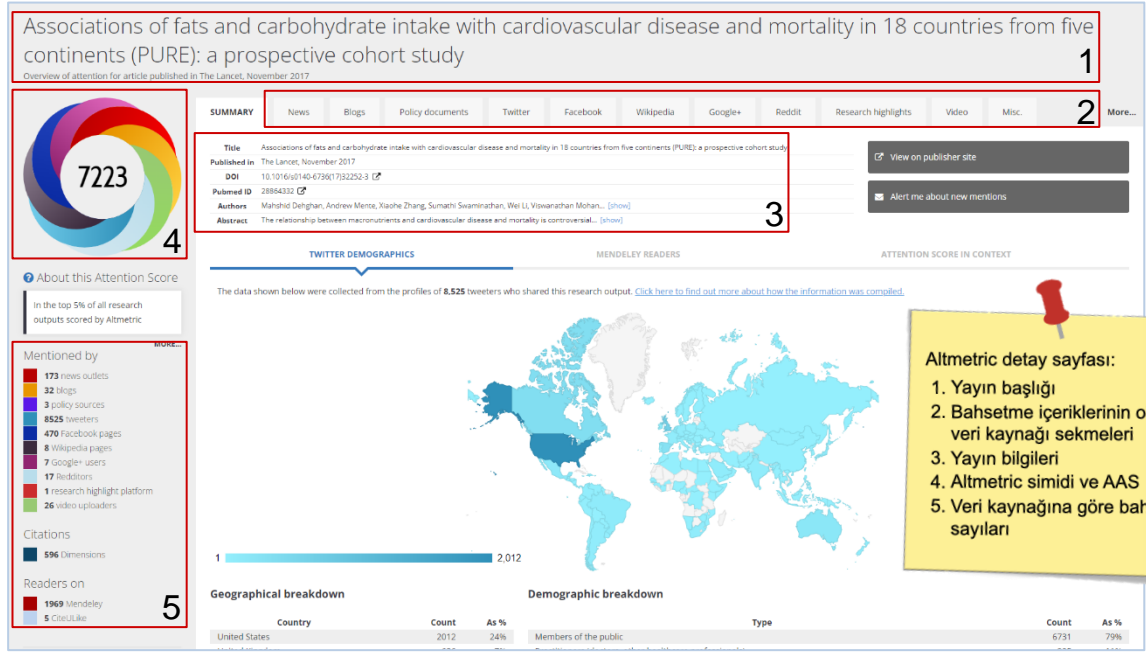 Associations of fats and carbohydrate intake with cardiovascular disease and mortality in 18 countries from five
continents (PURE): a prospective cohort study
Overview of attention for article published in The Lancet, November 2017
1
7223
4
SUMMARY News Blogs Policy documents Twitter Facebook Wikipedia Google+ Reddit Research highlights Video Misc. 2 More...
Title Associations of fats and carbohydrate intake with cardiovascular disease and mortality in 18 countries from five continents (PURE): a prospective cohort study
Published in The Lancet, November 2017
DOI 10.1016/s0140-6736(17)32252-3
Pubmed ID 28864332
Authors Mahshid Dehghan, Andrew Mente, Xiaohe Zhang, Sumathi Swaminathan, Wei Li, Viswanathan Mohan... [show]
Abstract The relationship between macronutrients and cardiovascular disease and mortality is controversial... [show]
3
View on publisher site
Alert me about new mentions
About this Attention Score
In the top 5% of all research
outputs scored by Altmetric
MORE...
Mentioned by
173 news outlets
32 blogs
3 policy sources
8525 tweeters
470 Facebook pages
8 Wikipedia pages
7 Google+ users
17 Redditors
1 research highlight platform
26 video uploaders
Citations
596 Dimensions
Readers on
1969 Mendeley
5 CiteULike
5
TWITTER DEMOGRAPHICS MENDELEY READERS ATTENTION SCORE IN CONTEXT
The data shown below were collected from the profiles of 8,525 tweeters who shared this research output. Click here to find out more about how the information was compiled.
1 2,012
Altmetric detay sayfası:
1. Yayın başlığı
2. Bahsetme içeriklerinin
veri kaynağı sekmeleri
3. Yayın bilgileri
4. Altmetric simidi ve AAS
5. Veri kaynağına göre
sayıları
Geographical breakdown
Country Count As %
United States 2012 24%
Demographic breakdown
Type Count As %
Members of the public 6731 79%